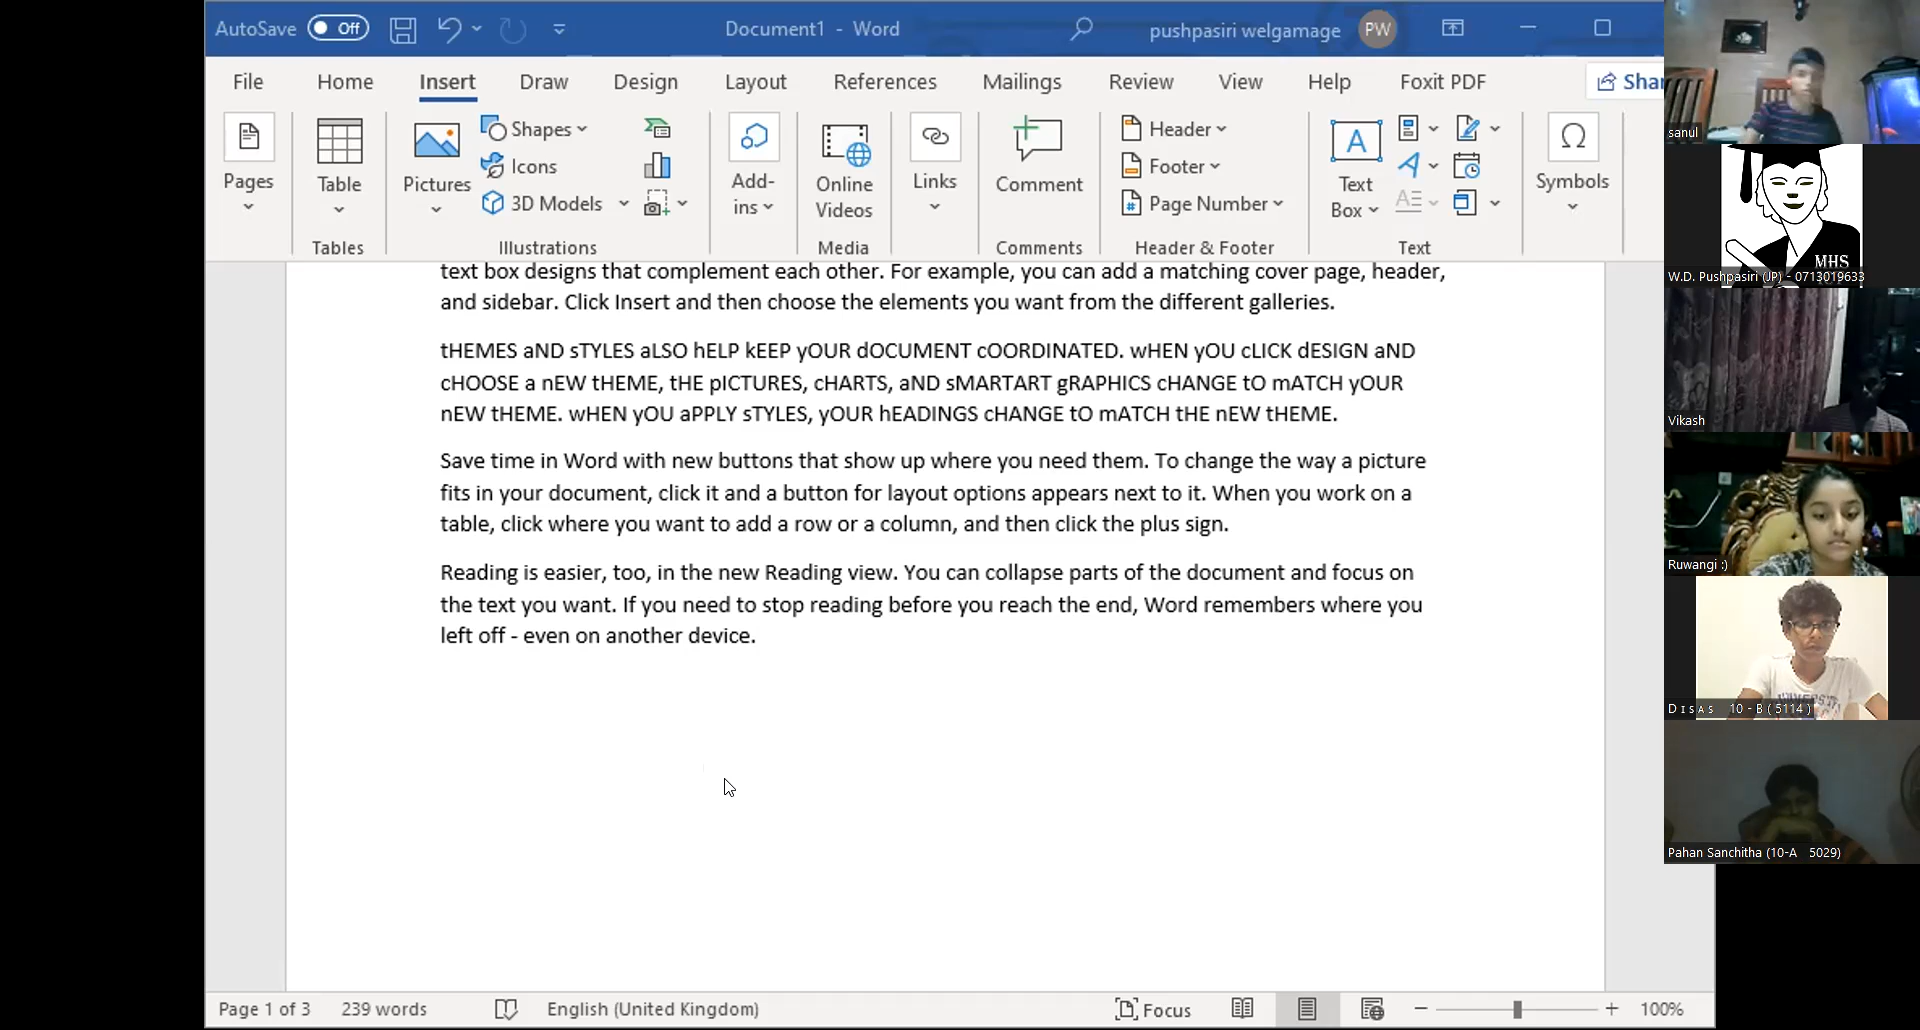 AutoSave Off Document1 - Word pushpasiri welgamage PW
File Home Insert Draw Design Layout References Mailings Review View Help Foxit PDF Shar
Pages
Table
Tables
Pictures
Shapes
Icons
3D Models
Illustrations
Add-
ins
Online
Videos
Media
Links
Comment
Comments
Header
Footer
Page Number
Header & Footer
A
Text
Box
Text
Ω
Symbols
text box designs that complement each other. For example, you can add a matching cover page, header,
and sidebar. Click Insert and then choose the elements you want from the different galleries.
tHEMES aND sTYLES aLSO hELP kEEP yOUR dOCUMENT cOORDINATED. wHEN yOU cLICK dESIGN aND
cHOOSE a nEW tHEME, tHE pICTURES, cHARTS, aND sMARTART gRAPHICS cHANGE tO mATCH yOUR
nEW tHEME. wHEN yOU aPPLY sTYLES, yOUR hEADINGS cHANGE tO mATCH tHE nEW tHEME.
Save time in Word with new buttons that show up where you need them. To change the way a picture
fits in your document, click it and a button for layout options appears next to it. When you work on a
table, click where you want to add a row or a column, and then click the plus sign.
Reading is easier, too, in the new Reading view. You can collapse parts of the document and focus on
the text you want. If you need to stop reading before you reach the end, Word remembers where you
left off - even on another device.
Page 1 of 3 239 words English (United Kingdom) Focus 100%
sanul
MHS
W.D. Pushpasiri (JP) - 0713019633
Vikash
Ruwangi :)
Disas 10 - B ( 5114 )
Pahan Sanchitha (10-A 5029)